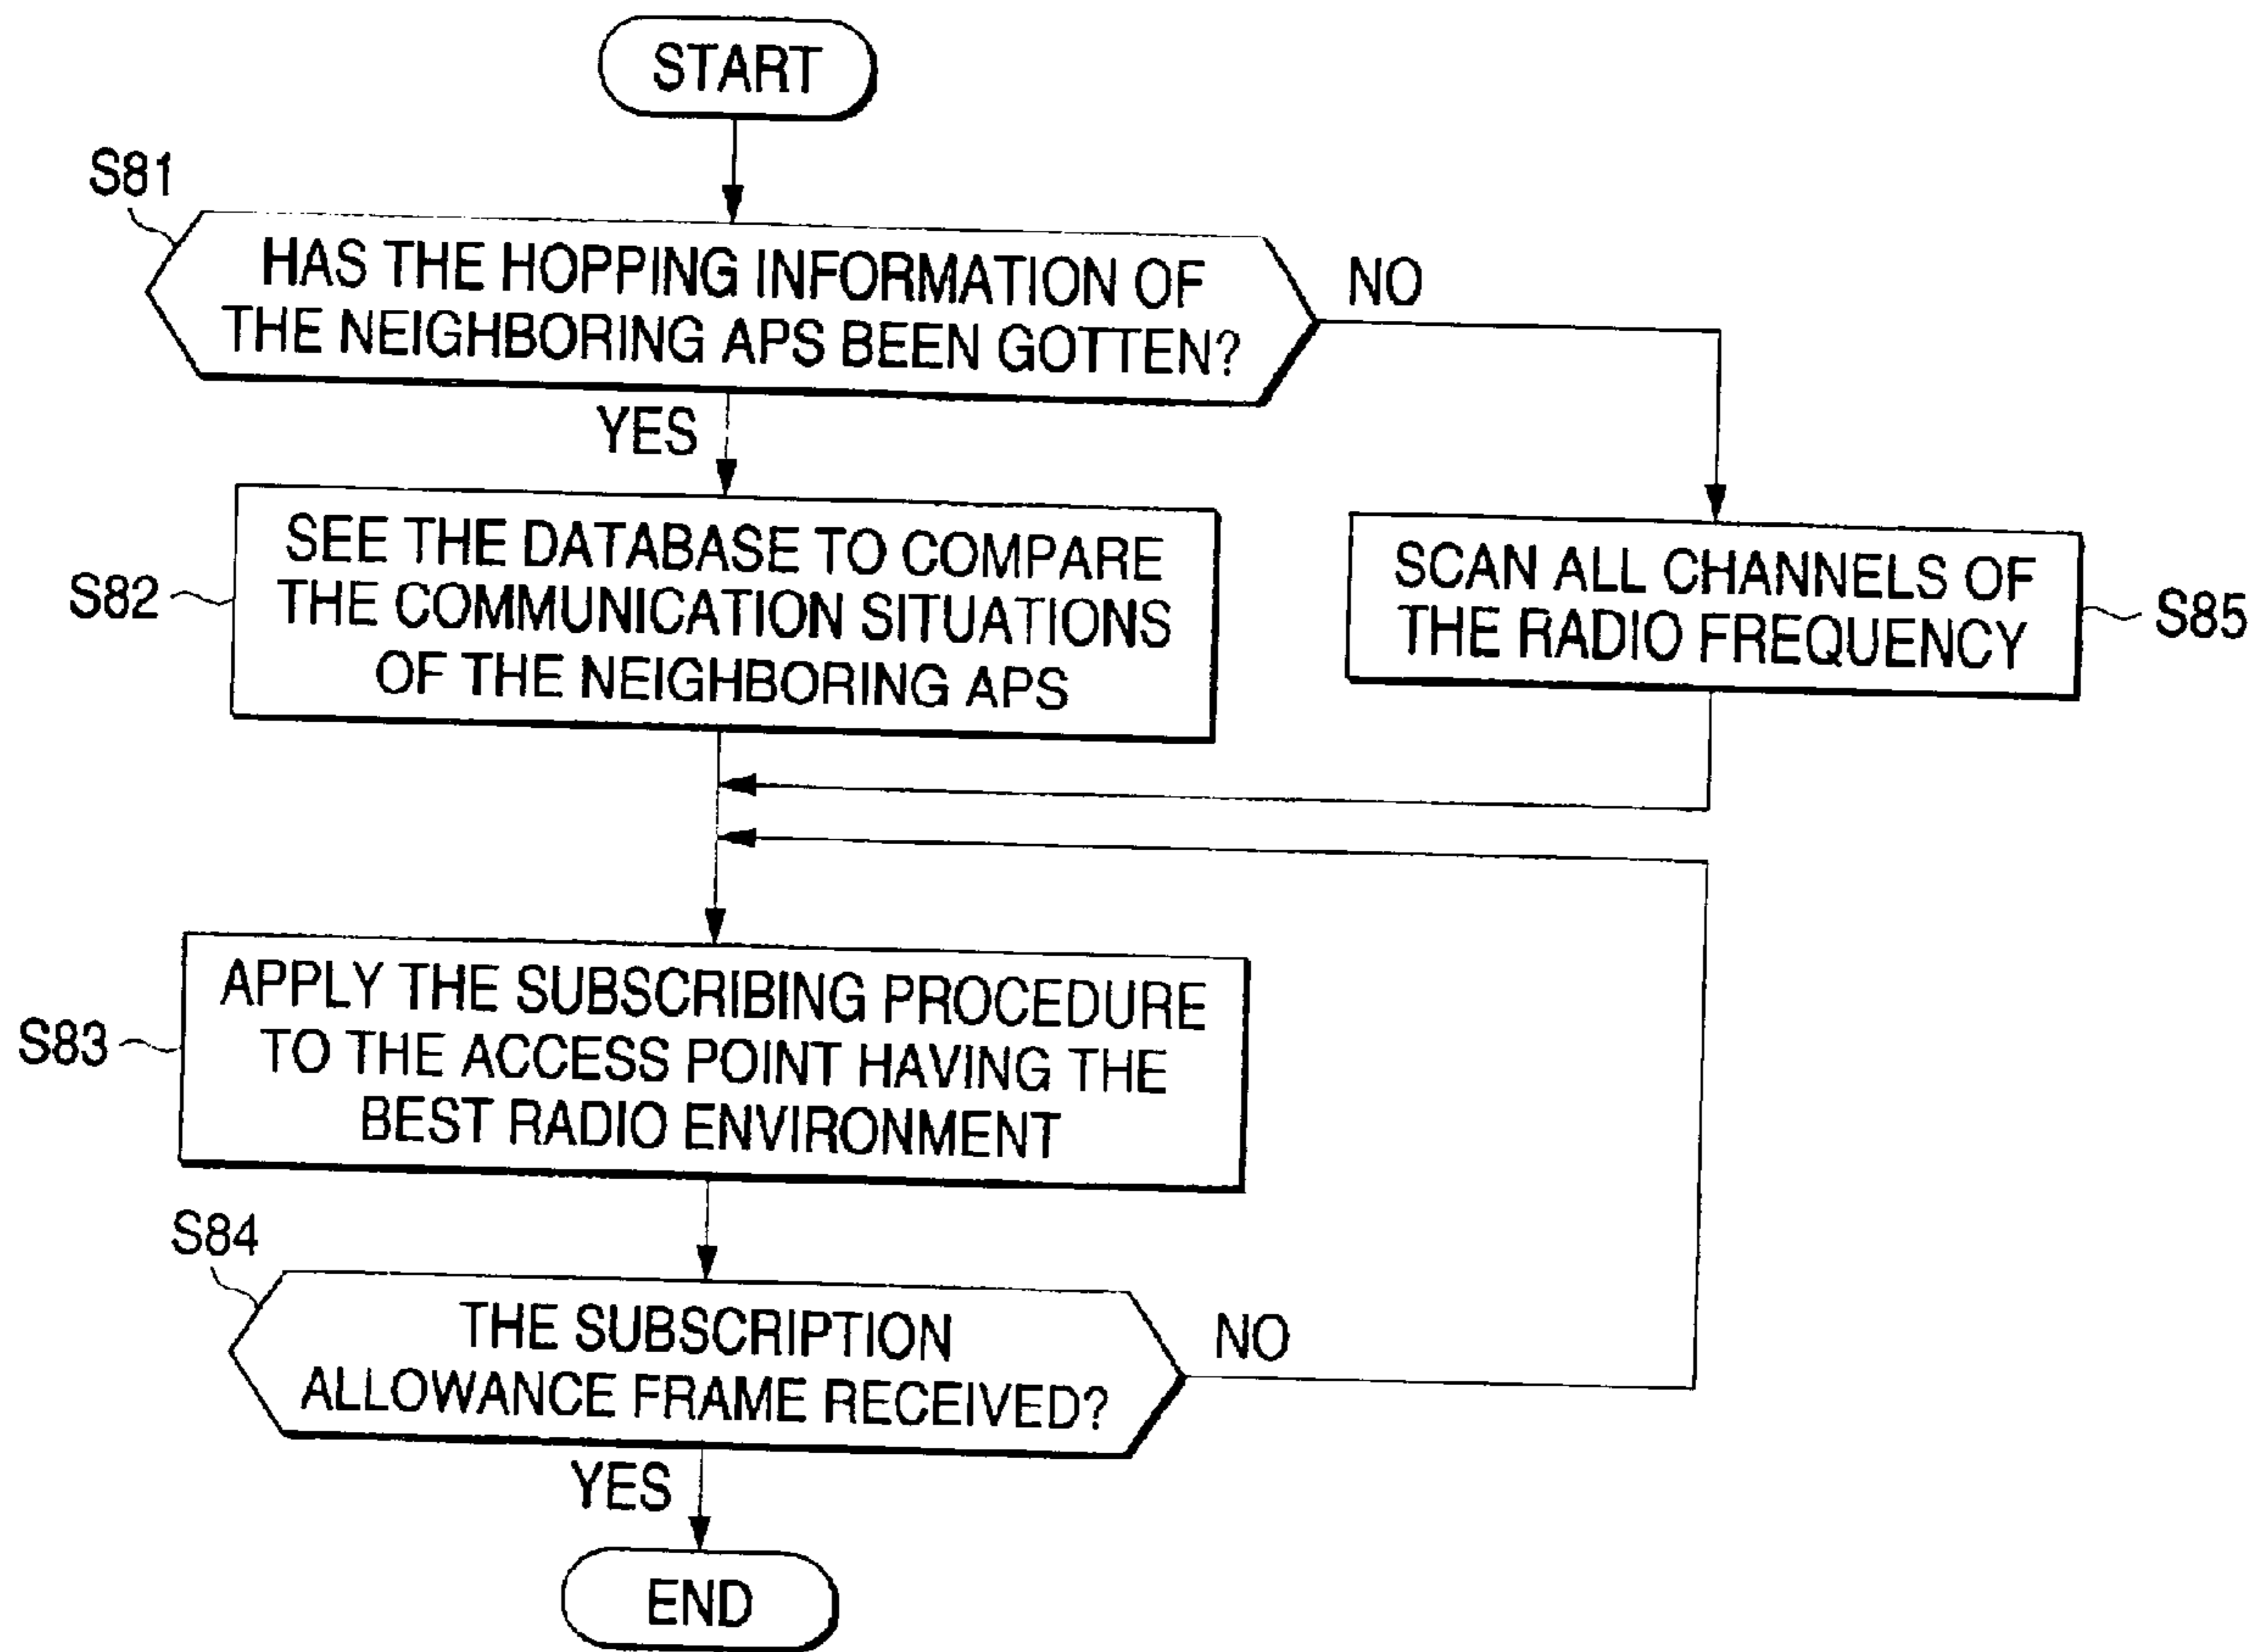 START
S81
HAS THE HOPPING INFORMATION OF
THE NEIGHBORING APS BEEN GOTTEN?
NO
YES
S82
SEE THE DATABASE TO COMPARE
THE COMMUNICATION SITUATIONS
OF THE NEIGHBORING APS
SCAN ALL CHANNELS OF
THE RADIO FREQUENCY
S85
S83
APPLY THE SUBSCRIBING PROCEDURE
TO THE ACCESS POINT HAVING THE
BEST RADIO ENVIRONMENT
S84
THE SUBSCRIPTION
ALLOWANCE FRAME RECEIVED?
NO
YES
END